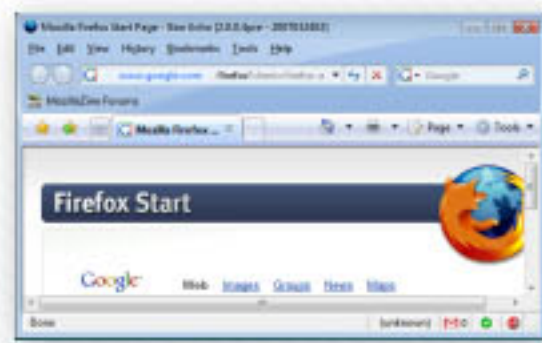 Mozilla Firefox Start Page -
File Edit View History Bookmarks Tools Help
Google
MozillaZine Forums
Mozilla Firefox ... Page Tools
Firefox Start
Google Web Images Groups News Maps
Done (unknown) 0